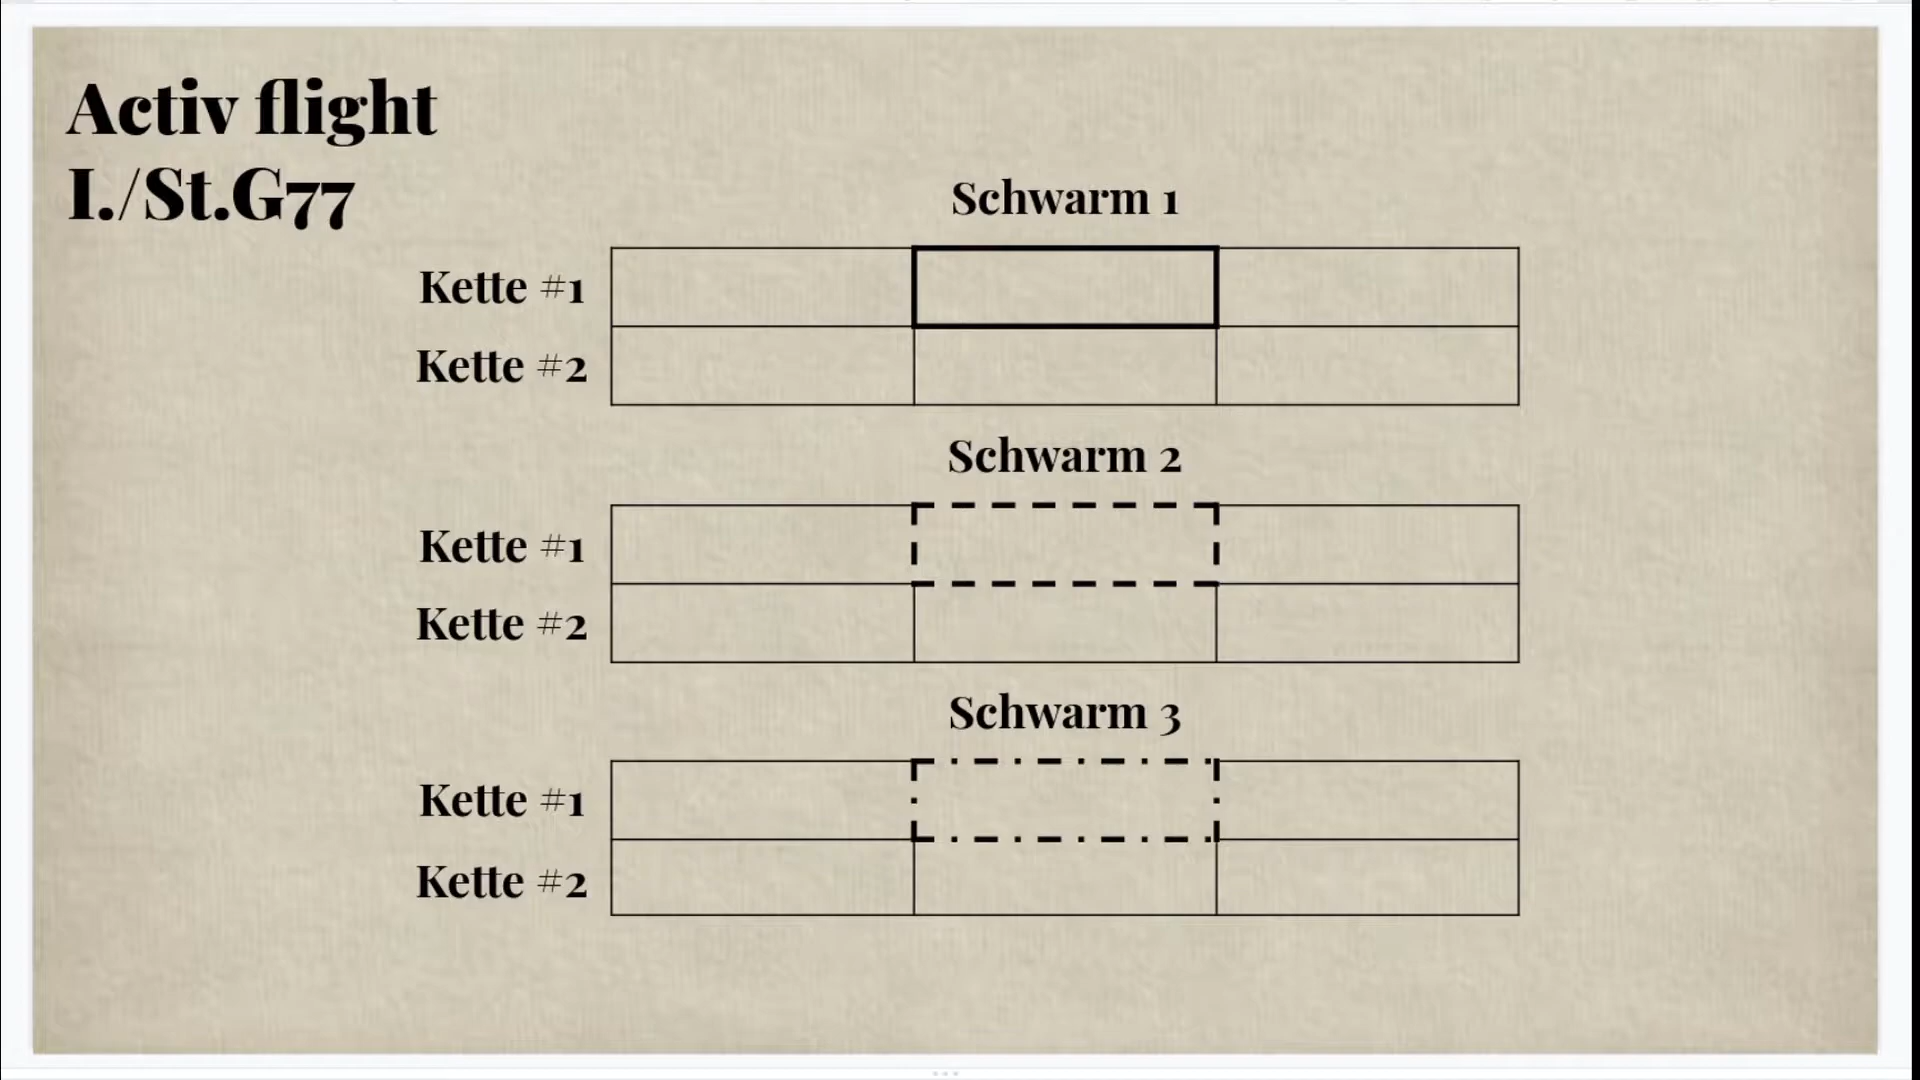 Activ flight
I./St.G77
Schwarm 1
Kette #1
Kette #2
Schwarm 2
Kette #1
Kette #2
Schwarm 3
Kette #1
Kette #2